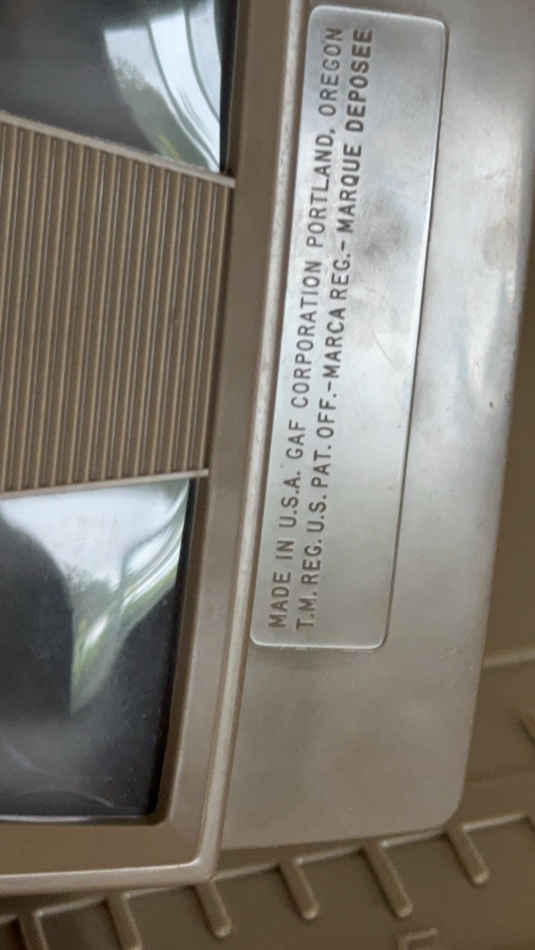 MADE IN U.S.A. GAF CORPORATION PORTLAND, OREGON
T.M. REG. U.S. PAT. OFF.-MARCA REG.-MARQUE DEPOSEE